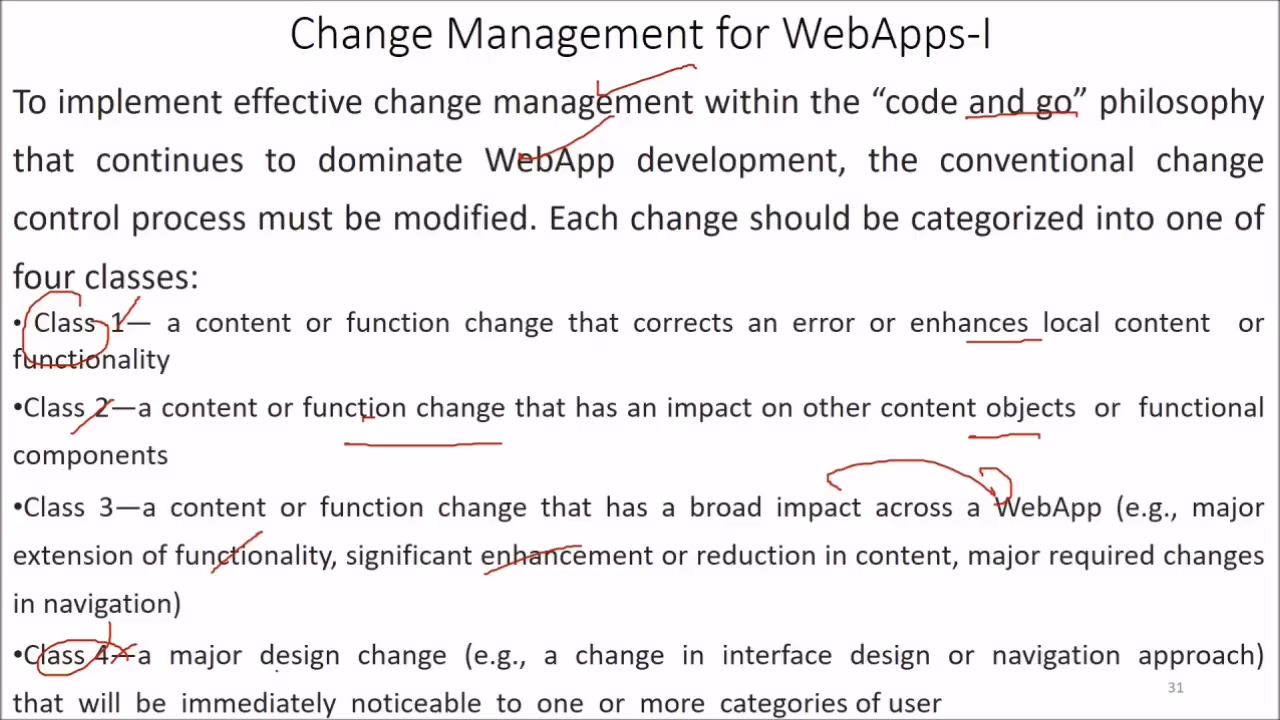 Change Management for WebApps-I
To implement effective change management within the “code and go” philosophy
that continues to dominate WebApp development, the conventional change
control process must be modified. Each change should be categorized into one of
four classes:
• Class 1— a content or function change that corrects an error or enhances local content or
functionality
•Class 2—a content or function change that has an impact on other content objects or functional
components
•Class 3—a content or function change that has a broad impact across a WebApp (e.g., major
extension of functionality, significant enhancement or reduction in content, major required changes
in navigation)
•Class 4—a major design change (e.g., a change in interface design or navigation approach)
that will be immediately noticeable to one or more categories of user
31